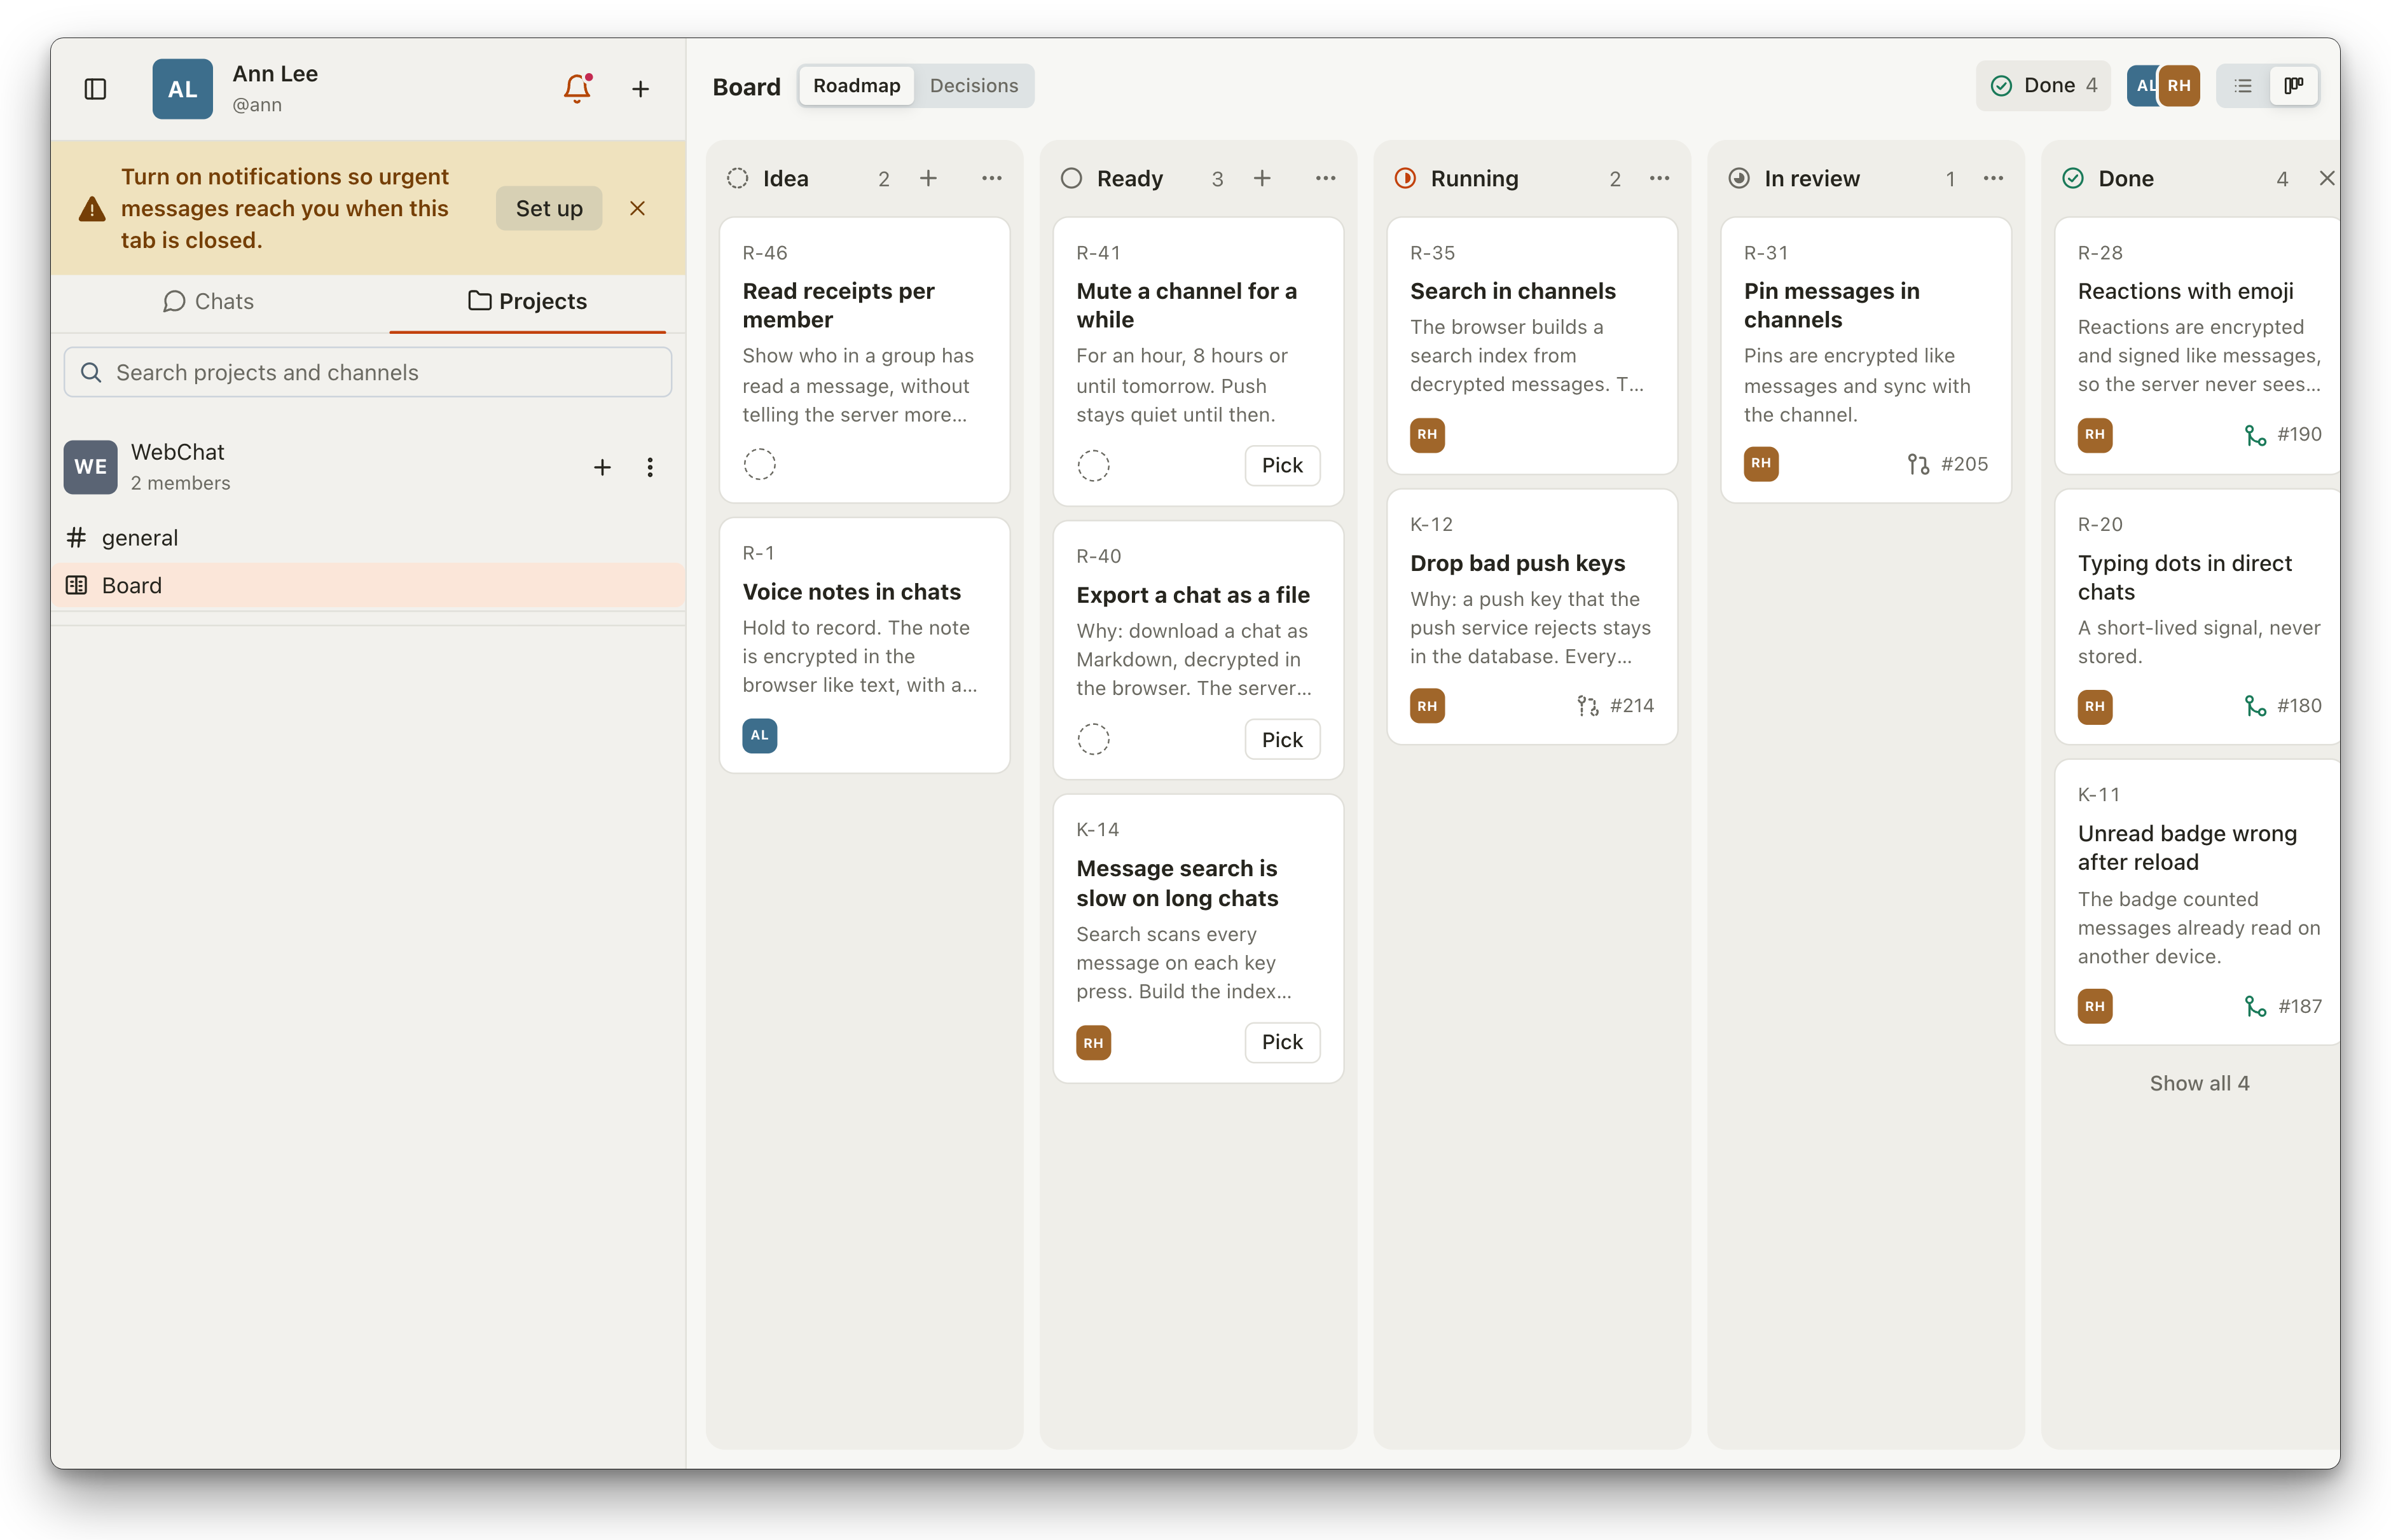 AL
Ann Lee
@ann
Turn on notifications so urgent
messages reach you when this
tab is closed.
Set up
Chats
Projects
Search projects and channels
WE
WebChat
2 members
general
Board
Board
Roadmap
Decisions
Done 4
AL
RH
Idea 2
R-46
Read receipts per
member
Show who in a group has
read a message, without
telling the server more...
R-1
Voice notes in chats
Hold to record. The note
is encrypted in the
browser like text, with a...
AL
Ready 3
R-41
Mute a channel for a
while
For an hour, 8 hours or
until tomorrow. Push
stays quiet until then.
Pick
R-40
Export a chat as a file
Why: download a chat as
Markdown, decrypted in
the browser. The server...
Pick
K-14
Message search is
slow on long chats
Search scans every
message on each key
press. Build the index...
RH
Pick
Running 2
R-35
Search in channels
The browser builds a
search index from
decrypted messages. T...
RH
K-12
Drop bad push keys
Why: a push key that the
push service rejects stays
in the database. Every...
RH
#214
In review 1
R-31
Pin messages in
channels
Pins are encrypted like
messages and sync with
the channel.
RH
#205
Done 4
R-28
Reactions with emoji
Reactions are encrypted
and signed like messages,
so the server never sees...
RH
#190
R-20
Typing dots in direct
chats
A short-lived signal, never
stored.
RH
#180
K-11
Unread badge wrong
after reload
The badge counted
messages already read on
another device.
RH
#187
Show all 4